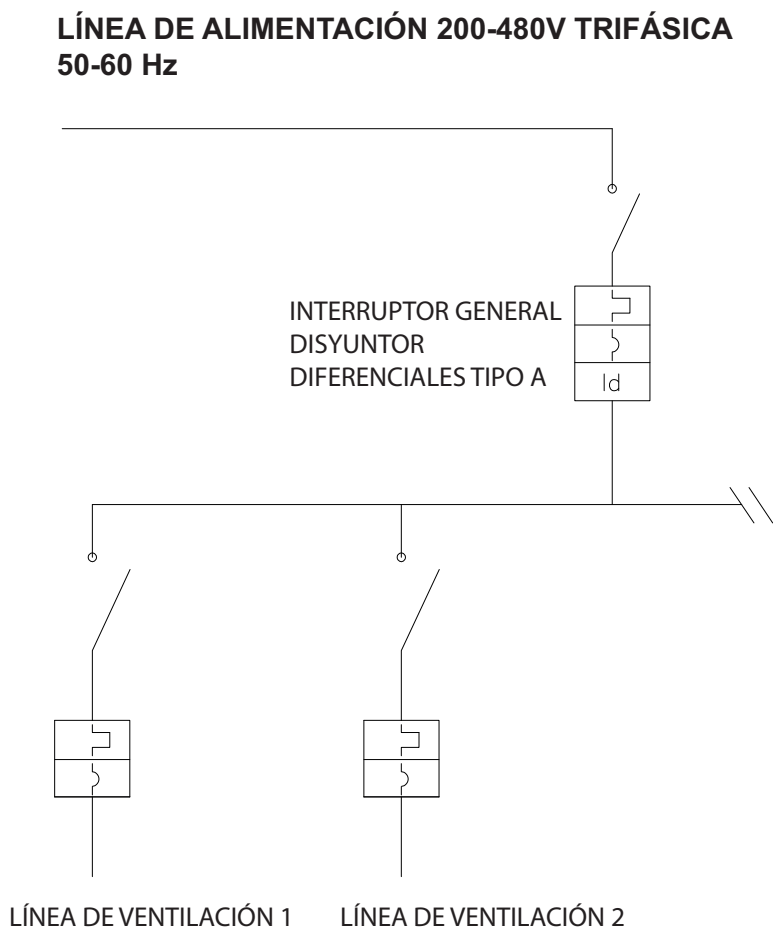 LÍNEA DE ALIMENTACIÓN 200-480V TRIFÁSICA
50-60 Hz
INTERRUPTOR GENERAL
DISYUNTOR
DIFERENCIALES TIPO A
Id
LÍNEA DE VENTILACIÓN 1
LÍNEA DE VENTILACIÓN 2